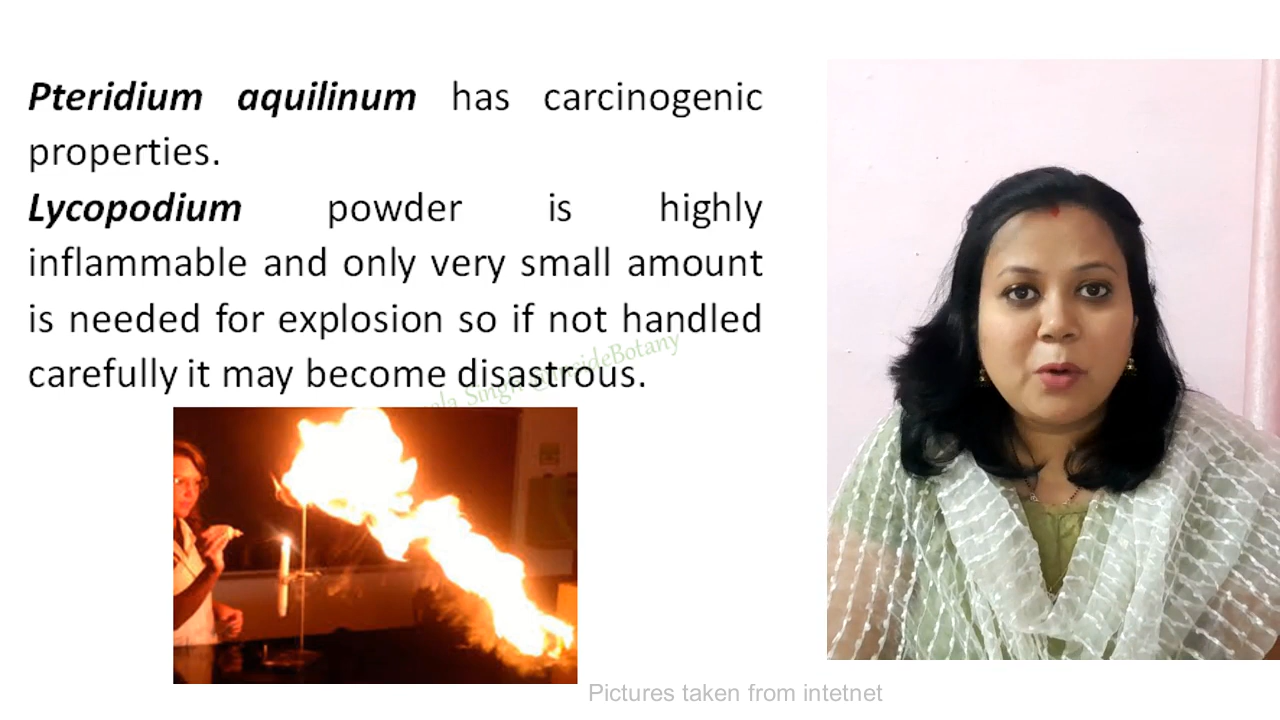 Pteridium aquilinum has carcinogenic
properties.
Lycopodium powder is highly
inflammable and only very small amount
is needed for explosion so if not handled
carefully it may become disastrous.
Singh
Pictures taken from intetnet